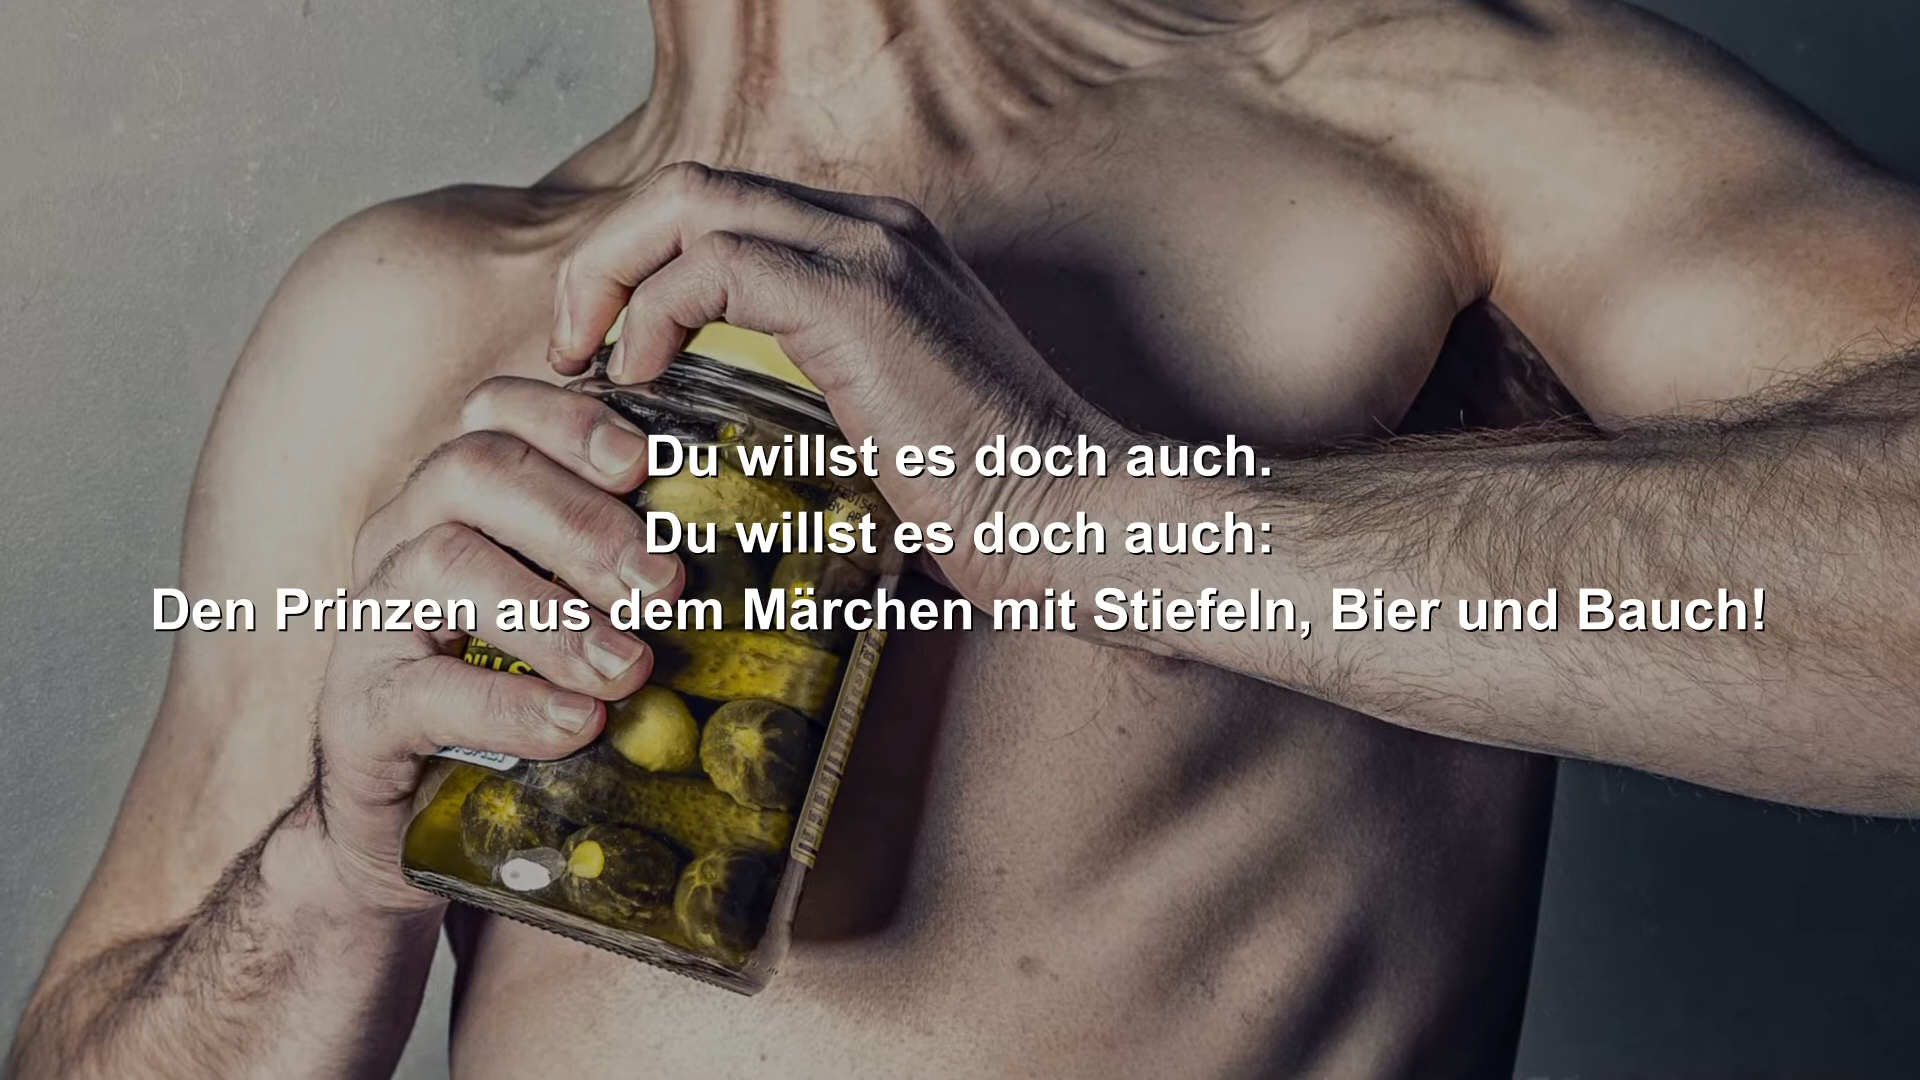 Du willst es doch auch.
Du willst es doch auch:
Den Prinzen aus dem Märchen mit Stiefeln, Bier und Bauch!